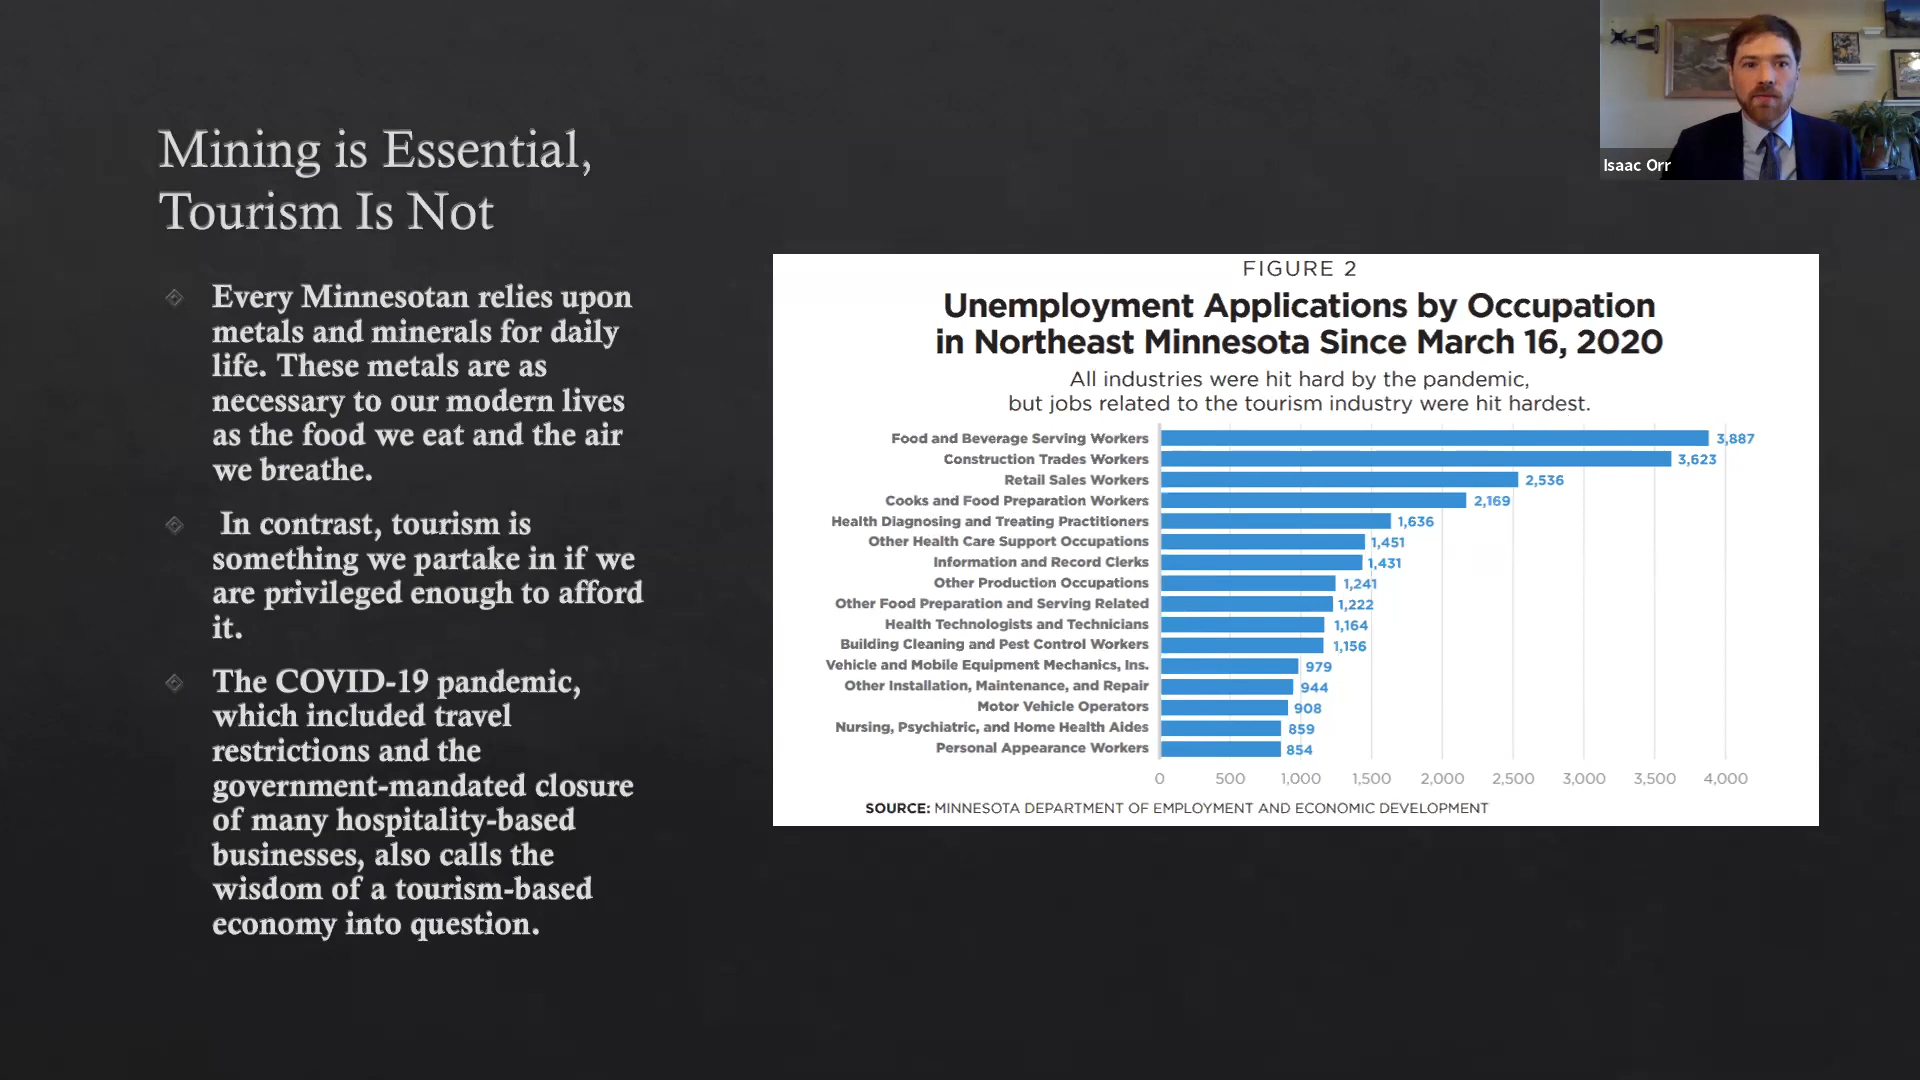 Mining is Essential,
Tourism Is Not
Every Minnesotan relies upon
metals and minerals for daily
life. These metals are as
necessary to our modern lives
as the food we eat and the air
we breathe.
In contrast, tourism is
something we partake in if we
are privileged enough to afford
it.
The COVID-19 pandemic,
which included travel
restrictions and the
government-mandated closure
of many hospitality-based
businesses, also calls the
wisdom of a tourism-based
economy into question.
Isaac Orr
FIGURE 2
Unemployment Applications by Occupation
in Northeast Minnesota Since March 16, 2020
All industries were hit hard by the pandemic,
but jobs related to the tourism industry were hit hardest.
Food and Beverage Serving Workers 3,887
Construction Trades Workers 3,623
Retail Sales Workers 2,536
Cooks and Food Preparation Workers 2,169
Health Diagnosing and Treating Practitioners 1,636
Other Health Care Support Occupations 1,451
Information and Record Clerks 1,431
Other Production Occupations 1,241
Other Food Preparation and Serving Related 1,222
Health Technologists and Technicians 1,164
Building Cleaning and Pest Control Workers 1,156
Vehicle and Mobile Equipment Mechanics, Ins. 979
Other Installation, Maintenance, and Repair 944
Motor Vehicle Operators 908
Nursing, Psychiatric, and Home Health Aides 859
Personal Appearance Workers 854
0 500 1,000 1,500 2,000 2,500 3,000 3,500 4,000
SOURCE: MINNESOTA DEPARTMENT OF EMPLOYMENT AND ECONOMIC DEVELOPMENT